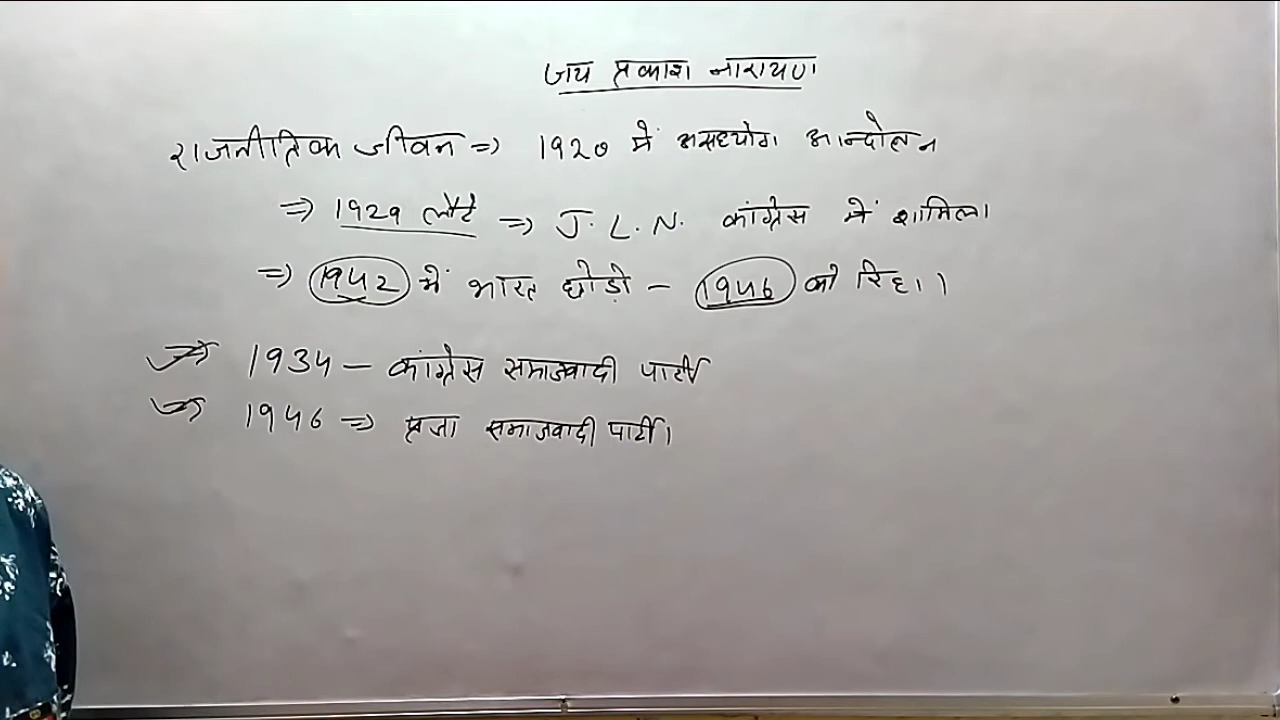 जय प्रकाश नारायण
राजनीतिक जीवन => 1920 में असहयोग आन्दोलन
=> 1929 लौटे => J. L. N. कांग्रेस में शामिल।
=> 1942 में भारत छोड़ो - 1946 को रिहा।
→ 1934 - कांग्रेस समाजवादी पार्टी
→ 1946 => प्रजा समाजवादी पार्टी।